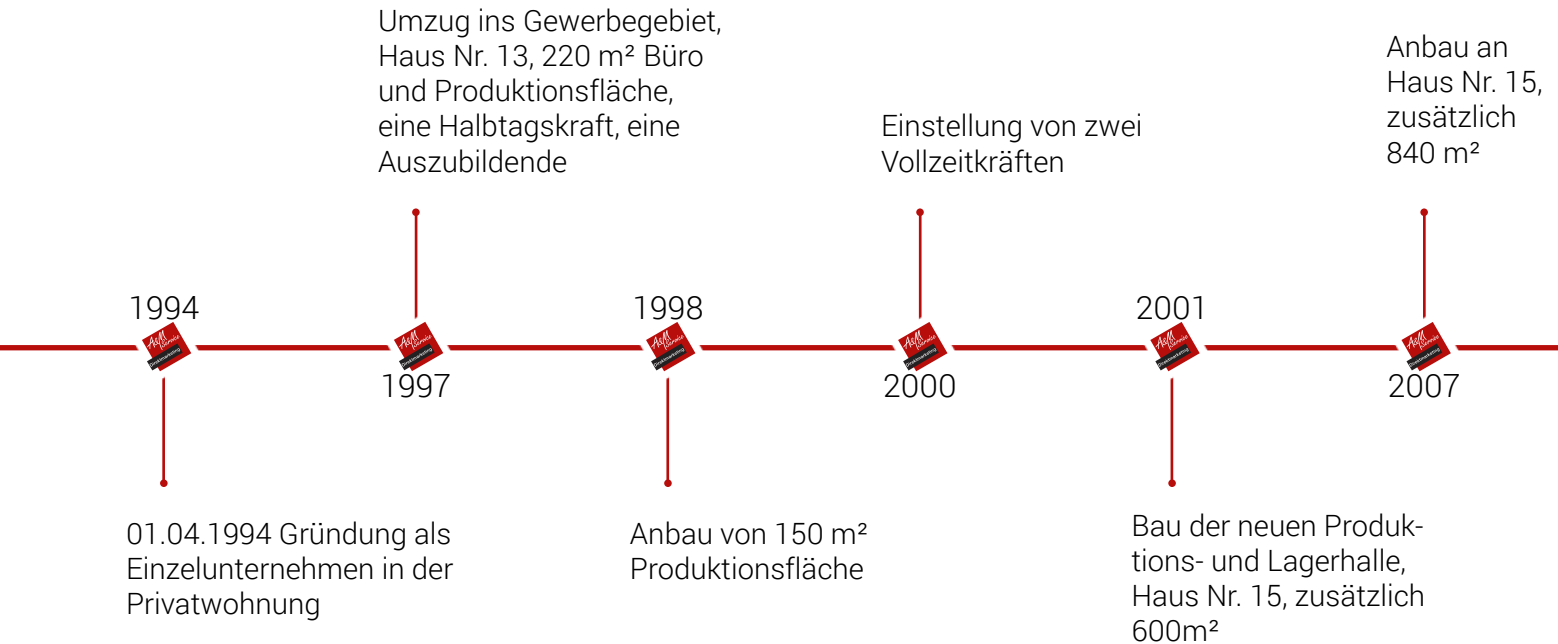 Umzug ins Gewerbegebiet,
Haus Nr. 13, 220 m² Büro
und Produktionsfläche,
eine Halbtagskraft, eine
Auszubildende
Einstellung von zwei
Vollzeitkräften
Anbau an
Haus Nr. 15,
zusätzlich
840 m²
1994
1997
1998
2000
2001
2007
01.04.1994 Gründung als
Einzelunternehmen in der
Privatwohnung
Anbau von 150 m²
Produktionsfläche
Bau der neuen Produk-
tions- und Lagerhalle,
Haus Nr. 15, zusätzlich
600m²